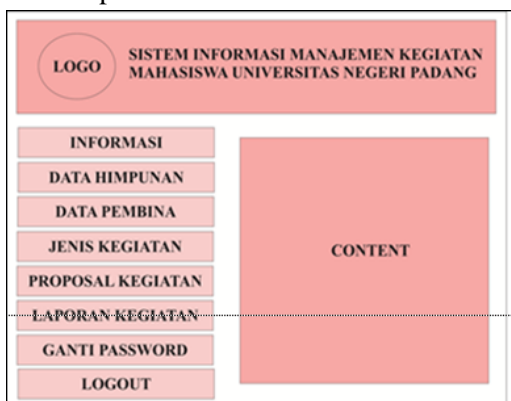 LOGO
SISTEM INFORMASI MANAJEMEN KEGIATAN
MAHASISWA UNIVERSITAS NEGERI PADANG
INFORMASI
DATA HIMPUNAN
DATA PEMBINA
JENIS KEGIATAN
PROPOSAL KEGIATAN
LAPORAN KEGIATAN
GANTI PASSWORD
LOGOUT
CONTENT